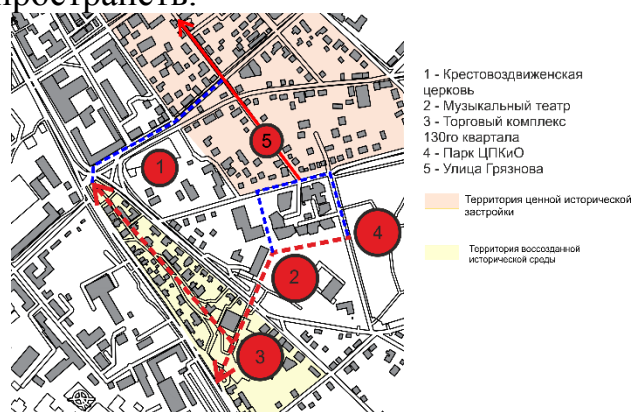 пространств.
1
2
3
4
5
1 - Крестовоздвиженская
церковь
2 - Музыкальный театр
3 - Торговый комплекс
130го квартала
4 - Парк ЦПКиО
5 - Улица Грязнова
Территория ценной исторической
застройки
Территория воссозданной
исторической среды